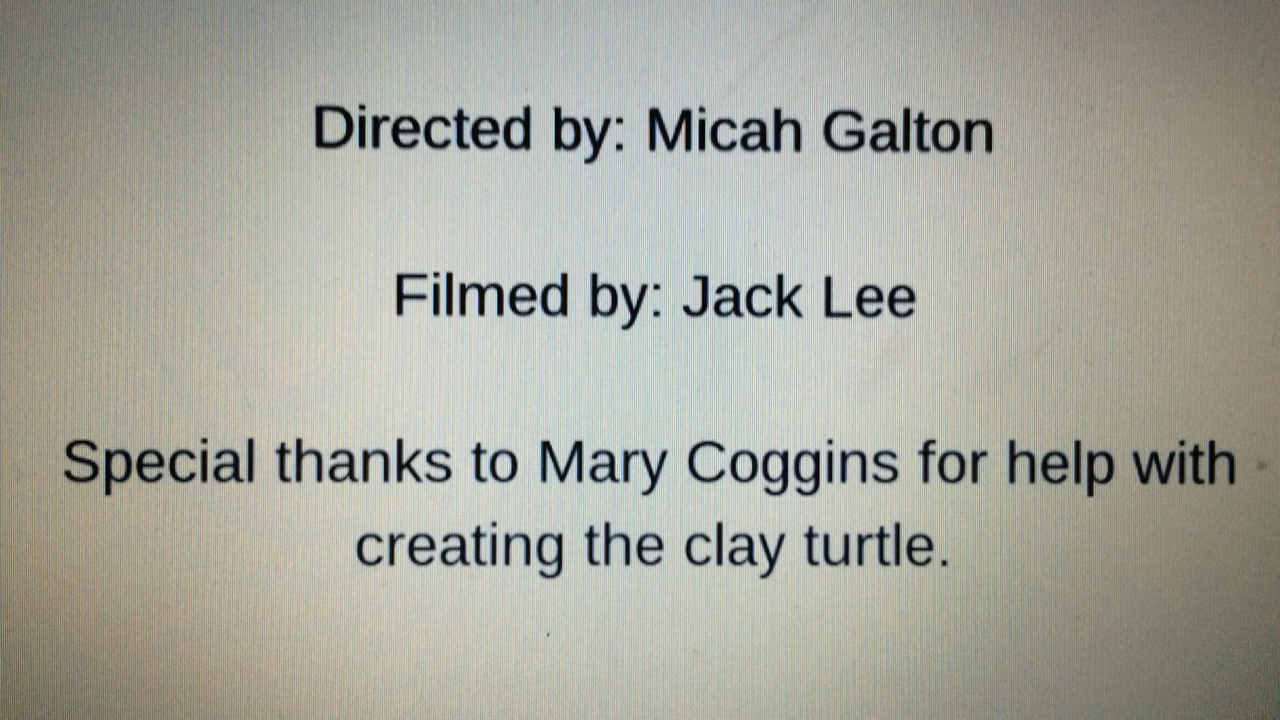 Directed by: Micah Galton
Filmed by: Jack Lee
Special thanks to Mary Coggins for help with
creating the clay turtle.